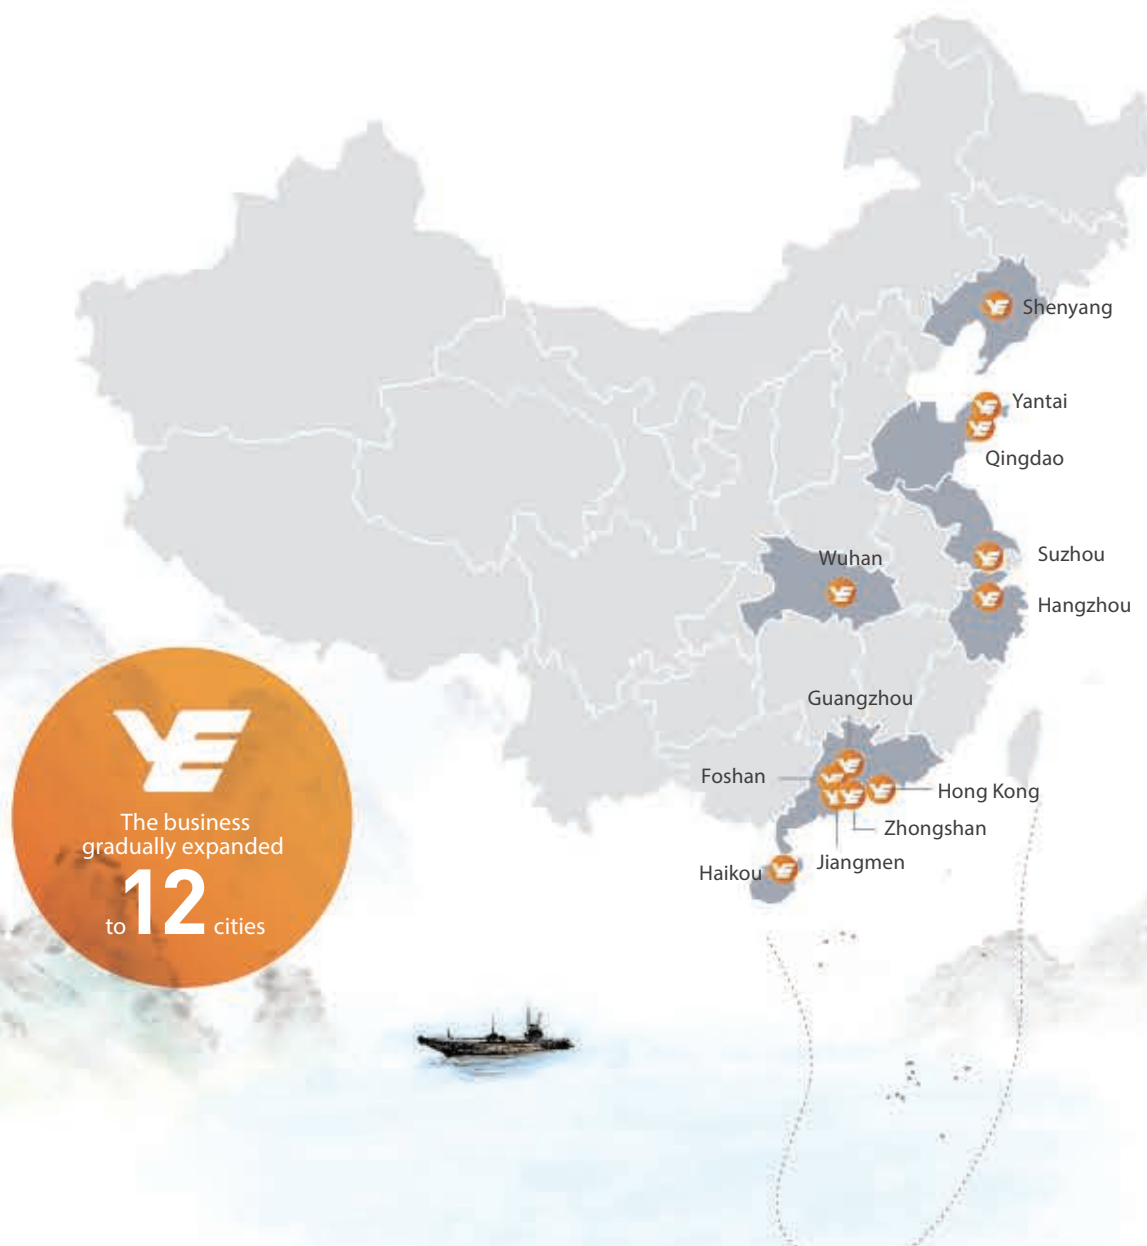 Shenyang
Yantai
Qingdao
Suzhou
Wuhan
Hangzhou
Guangzhou
Foshan
Hong Kong
Zhongshan
Jiangmen
Haikou
YE
The business
gradually expanded
to 12 cities